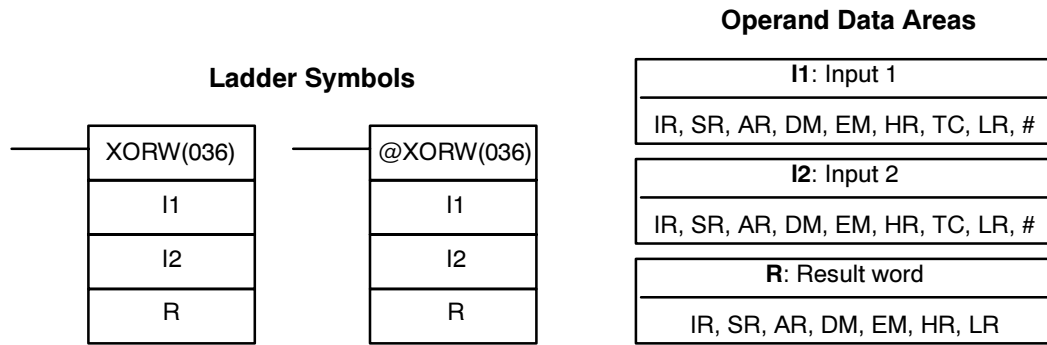 Ladder Symbols
XORW(036)
I1
I2
R
@XORW(036)
I1
I2
R
Operand Data Areas
I1: Input 1
IR, SR, AR, DM, EM, HR, TC, LR, #
I2: Input 2
IR, SR, AR, DM, EM, HR, TC, LR, #
R: Result word
IR, SR, AR, DM, EM, HR, LR